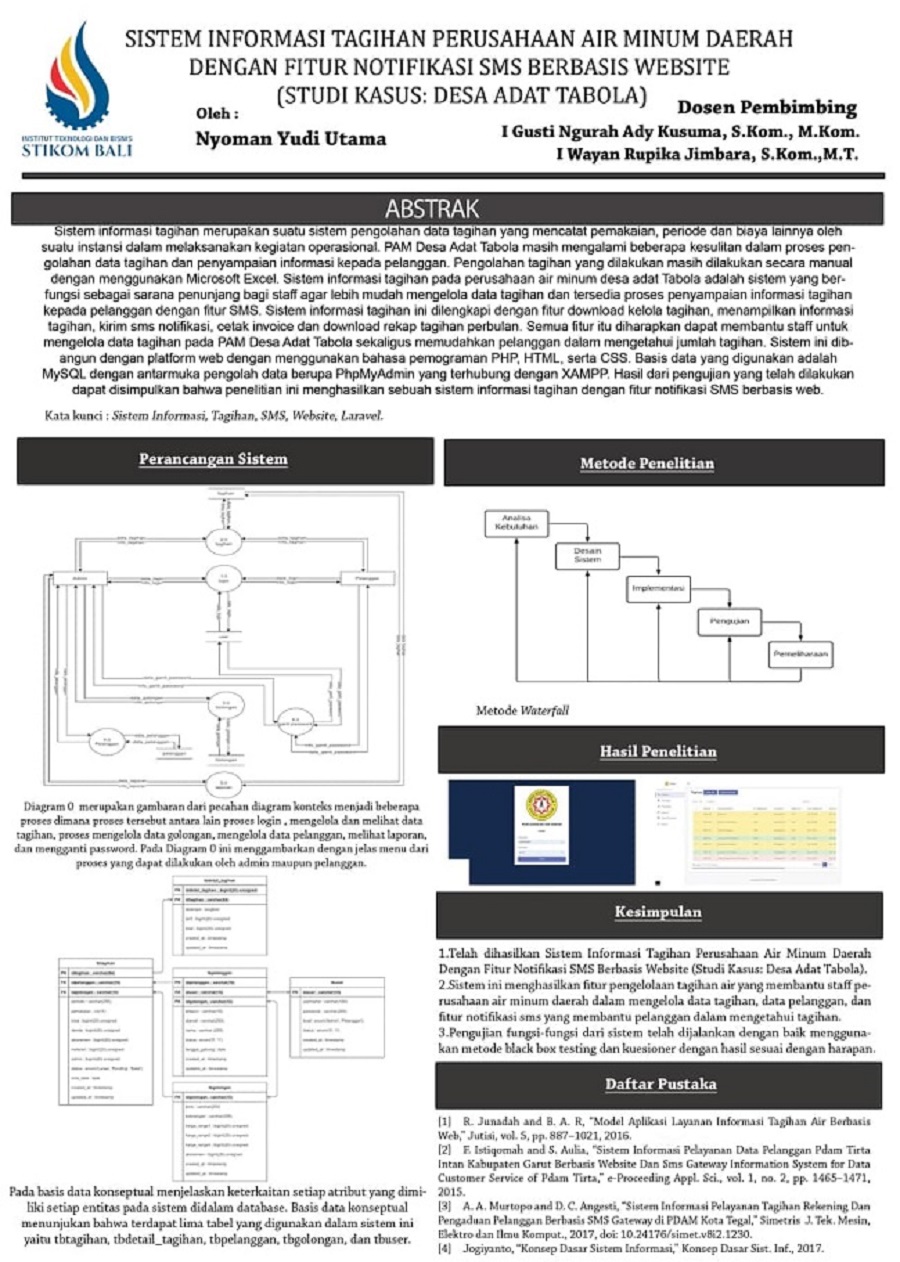 SISTEM INFORMASI TAGIHAN PERUSAHAAN AIR MINUM DAERAH
DENGAN FITUR NOTIFIKASI SMS BERBASIS WEBSITE
(STUDI KASUS: DESA ADAT TABOLA)
INSTITUT TEKNOLOGI DAN BISNIS
STIKOM BALI
Oleh :
Nyoman Yudi Utama
Dosen Pembimbing
I Gusti Ngurah Ady Kusuma, S.Kom., M.Kom.
I Wayan Rupika Jimbara, S.Kom.,M.T.
ABSTRAK
Sistem informasi tagihan merupakan suatu sistem pengolahan data tagihan yang mencatat pemakaian, periode dan biaya lainnya oleh
suatu instansi dalam melaksanakan kegiatan operasional. PAM Desa Adat Tabola masih mengalami beberapa kesulitan dalam proses pen-
golahan data tagihan dan penyampaian informasi kepada pelanggan. Pengolahan tagihan yang dilakukan masih dilakukan secara manual
dengan menggunakan Microsoft Excel. Sistem informasi tagihan pada perusahaan air minum desa adat Tabola adalah sistem yang ber-
fungsi sebagai sarana penunjang bagi staff agar lebih mudah mengelola data tagihan dan tersedia proses penyampaian informasi tagihan
kepada pelanggan dengan fitur SMS. Sistem informasi tagihan ini dilengkapi dengan fitur download kelola tagihan, menampilkan informasi
tagihan, kirim sms notifikasi, cetak invoice dan download rekap tagihan perbulan. Semua fitur itu diharapkan dapat membantu staff untuk
mengelola data tagihan pada PAM Desa Adat Tabola sekaligus memudahkan pelanggan dalam mengetahui jumlah tagihan. Sistem ini dib-
angun dengan platform web dengan menggunakan bahasa pemograman PHP, HTML, serta CSS. Basis data yang digunakan adalah
MySQL dengan antarmuka pengolah data berupa PhpMyAdmin yang terhubung dengan XAMPP. Hasil dari pengujian yang telah dilakukan
dapat disimpulkan bahwa penelitian ini menghasilkan sebuah sistem informasi tagihan dengan fitur notifikasi SMS berbasis web.
Kata kunci : Sistem Informasi, Tagihan, SMS, Website, Laravel.
Perancangan Sistem
Diagram 0 merupakan gambaran dari pecahan diagram konteks menjadi beberapa
proses dimana proses tersebut antara lain proses login , mengelola dan melihat data
tagihan, proses mengelola data golongan, mengelola data pelanggan, melihat laporan,
dan mengganti password. Pada Diagram 0 ini menggambarkan dengan jelas menu dari
proses yang dapat dilakukan oleh admin maupun pelanggan.
Pada basis data konseptual menjelaskan keterkaitan setiap atribut yang dimi-
liki setiap entitas pada sistem didalam database. Basis data konseptual
menunjukan bahwa terdapat lima tabel yang digunakan dalam sistem ini
yaitu tbtagihan, tbdetail_tagihan, tbpelanggan, tbgolongan, dan tbuser.
Metode Penelitian
Analisa
Kebutuhan
Desain
Sistem
Implementasi
Pengujian
Pemeliharaan
Metode Waterfall
Hasil Penelitian
Kesimpulan
1.Telah dihasilkan Sistem Informasi Tagihan Perusahaan Air Minum Daerah
Dengan Fitur Notifikasi SMS Berbasis Website (Studi Kasus: Desa Adat Tabola).
2.Sistem ini menghasilkan fitur pengelolaan tagihan air yang membantu staff pe-
rusahaan air minum daerah dalam mengelola data tagihan, data pelanggan, dan
fitur notifikasi sms yang membantu pelanggan dalam mengetahui tagihan.
3.Pengujian fungsi-fungsi dari sistem telah dijalankan dengan baik mengguna-
kan metode black box testing dan kuesioner dengan hasil sesuai dengan harapan.
Daftar Pustaka
[1] R. Junadah and B. A. R, "Model Aplikasi Layanan Informasi Tagihan Air Berbasis
Web," Jutisi, vol. 5, pp. 887–1021, 2016.
[2] F. Istiqomah and S. Aulia, "Sistem Informasi Pelayanan Data Pelanggan Pdam Tirta
Intan Kabupaten Garut Berbasis Website Dan Sms Gateway Information System for Data
Customer Service of Pdam Tirta," e-Proceeding Appl. Sci., vol. 1, no. 2, pp. 1465–1471,
2015.
[3] A. A. Murtopo and D. C. Angesti, "Sistem Informasi Pelayanan Tagihan Rekening Dan
Pengaduan Pelanggan Berbasis SMS Gateway di PDAM Kota Tegal," Simetris J. Tek. Mesin,
Elektro dan Ilmu Komput., 2017, doi: 10.24176/simet.v8i2.1230.
[4] Jogiyanto, "Konsep Dasar Sistem Informasi," Konsep Dasar Sist. Inf., 2017.